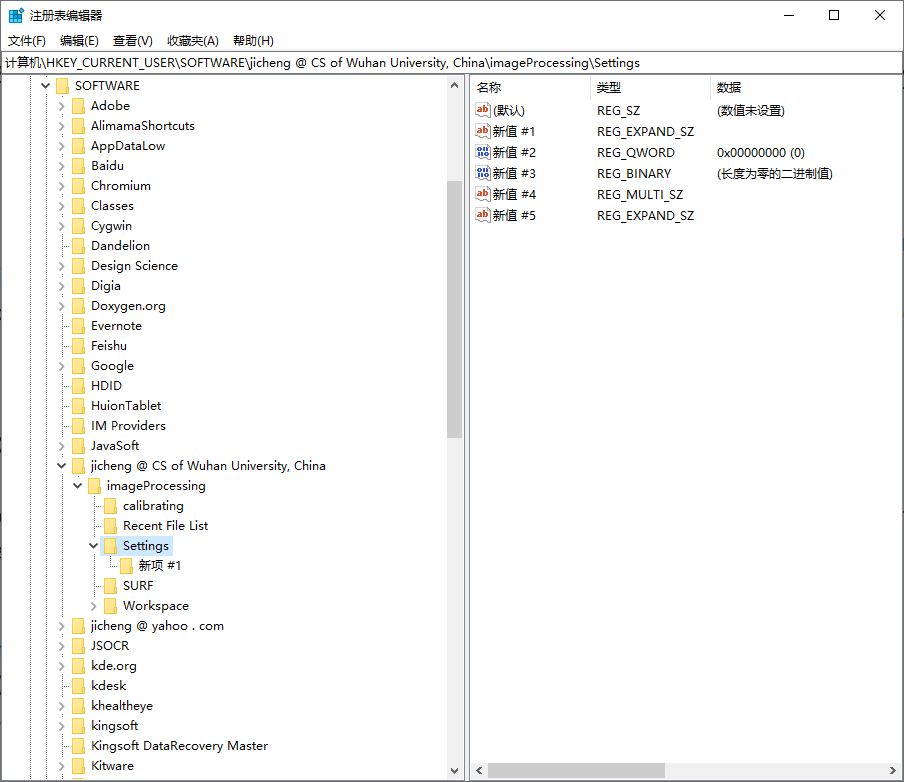 注册表编辑器
文件(F) 编辑(E) 查看(V) 收藏夹(A) 帮助(H)
计算机\HKEY_CURRENT_USER\SOFTWARE\jicheng @ CS of Wuhan University, China\imageProcessing\Settings
SOFTWARE
Adobe
AlimamaShortcuts
AppDataLow
Baidu
Chromium
Classes
Cygwin
Dandelion
Design Science
Digia
Doxygen.org
Evernote
Feishu
Google
HDID
HuionTablet
IM Providers
JavaSoft
jicheng @ CS of Wuhan University, China
imageProcessing
calibrating
Recent File List
Settings
新项 #1
SURF
Workspace
jicheng @ yahoo . com
JSOCR
kde.org
kdesk
khealtheye
kingsoft
Kingsoft DataRecovery Master
Kitware
名称 类型 数据
(默认) REG_SZ (数值未设置)
新值 #1 REG_EXPAND_SZ
新值 #2 REG_QWORD 0x00000000 (0)
新值 #3 REG_BINARY (长度为零的二进制值)
新值 #4 REG_MULTI_SZ
新值 #5 REG_EXPAND_SZ